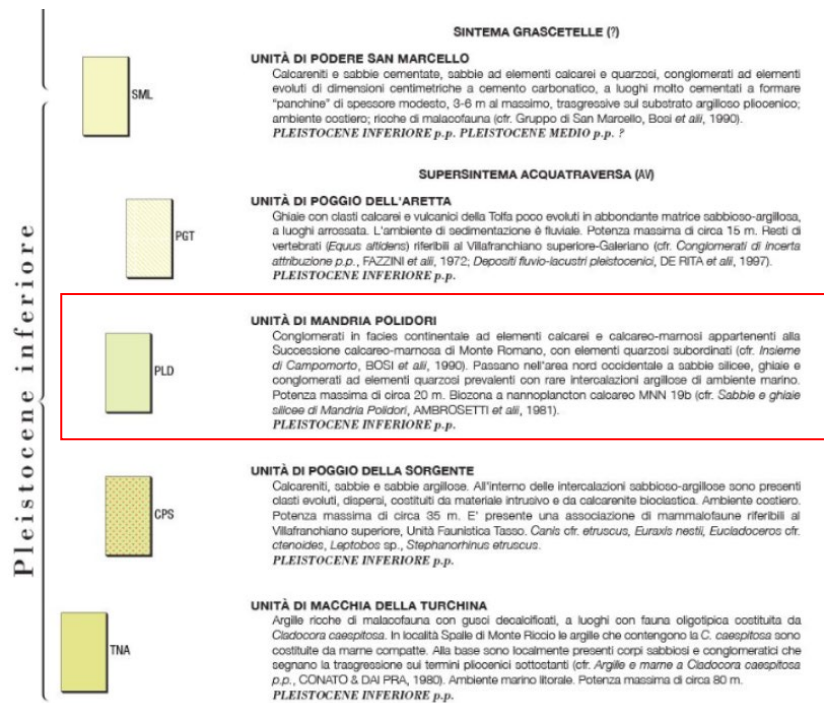 SINTEMA GRASCETELLE (?)
UNITÀ DI PODERE SAN MARCELLO
Calcareniti e sabbie cementate, sabbie ad elementi calcarei e quarzosi, conglomerati ad elementi
evoluti di dimensioni centimetriche a cemento carbonatico, a luoghi molto cementati a formare
"panchine" di spessore modesto, 3-6 m al massimo, trasgressive sul substrato argilloso pliocenico;
ambiente costiero; ricche di malacofauna (cfr. Gruppo di San Marcello, Bosi et alii, 1990).
PLEISTOCENE INFERIORE p.p. PLEISTOCENE MEDIO p.p. ?
SML
SUPERSINTEMA ACQUATRAVERSA (AV)
UNITÀ DI POGGIO DELL'ARETTA
Ghiaie con clasti calcarei e vulcanici della Tolfa poco evoluti in abbondante matrice sabbioso-argillosa,
a luoghi arrossata. L'ambiente di sedimentazione è fluviale. Potenza massima di circa 15 m. Resti di
vertebrati (Equus altidens) riferibili al Villafranchiano superiore-Galeriano (cfr. Conglomerati di incerta
attribuzione p.p., FAZZINI et alii, 1972; Depositi fluvio-lacustri pleistocenici, DE RITA et alii, 1997).
PLEISTOCENE INFERIORE p.p.
PGT
UNITÀ DI MANDRIA POLIDORI
Conglomerati in facies continentale ad elementi calcarei e calcareo-marnosi appartenenti alla
Successione calcareo-marnosa di Monte Romano, con elementi quarzosi subordinati (cfr. Insieme
di Campomorto, BOSI et alii, 1990). Passano nell'area nord occidentale a sabbie silicee, ghiaie e
conglomerati ad elementi quarzosi prevalenti con rare intercalazioni argillose di ambiente marino.
Potenza massima di circa 20 m. Biozona a nannoplancton calcareo MNN 19b (cfr. Sabbie e ghiaie
silicee di Mandria Polidori, AMBROSETTI et alii, 1981).
PLEISTOCENE INFERIORE p.p.
PLD
UNITÀ DI POGGIO DELLA SORGENTE
Calcareniti, sabbie e sabbie argillose. All'interno delle intercalazioni sabbioso-argillose sono presenti
clasti evoluti, dispersi, costituiti da materiale intrusivo e da calcarenite bioclastica. Ambiente costiero.
Potenza massima di circa 35 m. E' presente una associazione di mammalofaune riferibili al
Villafranchiano superiore, Unità Faunistica Tasso. Canis cfr. etruscus, Euraxis nestii, Eucladoceros cfr.
ctenoides, Leptobos sp., Stephanorhinus etruscus.
PLEISTOCENE INFERIORE p.p.
CPS
UNITÀ DI MACCHIA DELLA TURCHINA
Argille ricche di malacofauna con gusci decalcificati, a luoghi con fauna oligotipica costituita da
Cladocora caespitosa. In località Spalle di Monte Riccio le argille che contengono la C. caespitosa sono
costituite da marne compatte. Alla base sono localmente presenti corpi sabbiosi e conglomeratici che
segnano la trasgressione sui termini pliocenici sottostanti (cfr. Argille e marne a Cladocora caespitosa
p.p., CONATO & DAI PRA, 1980). Ambiente marino litorale. Potenza massima di circa 80 m.
PLEISTOCENE INFERIORE p.p.
TNA
Pleistocene inferiore